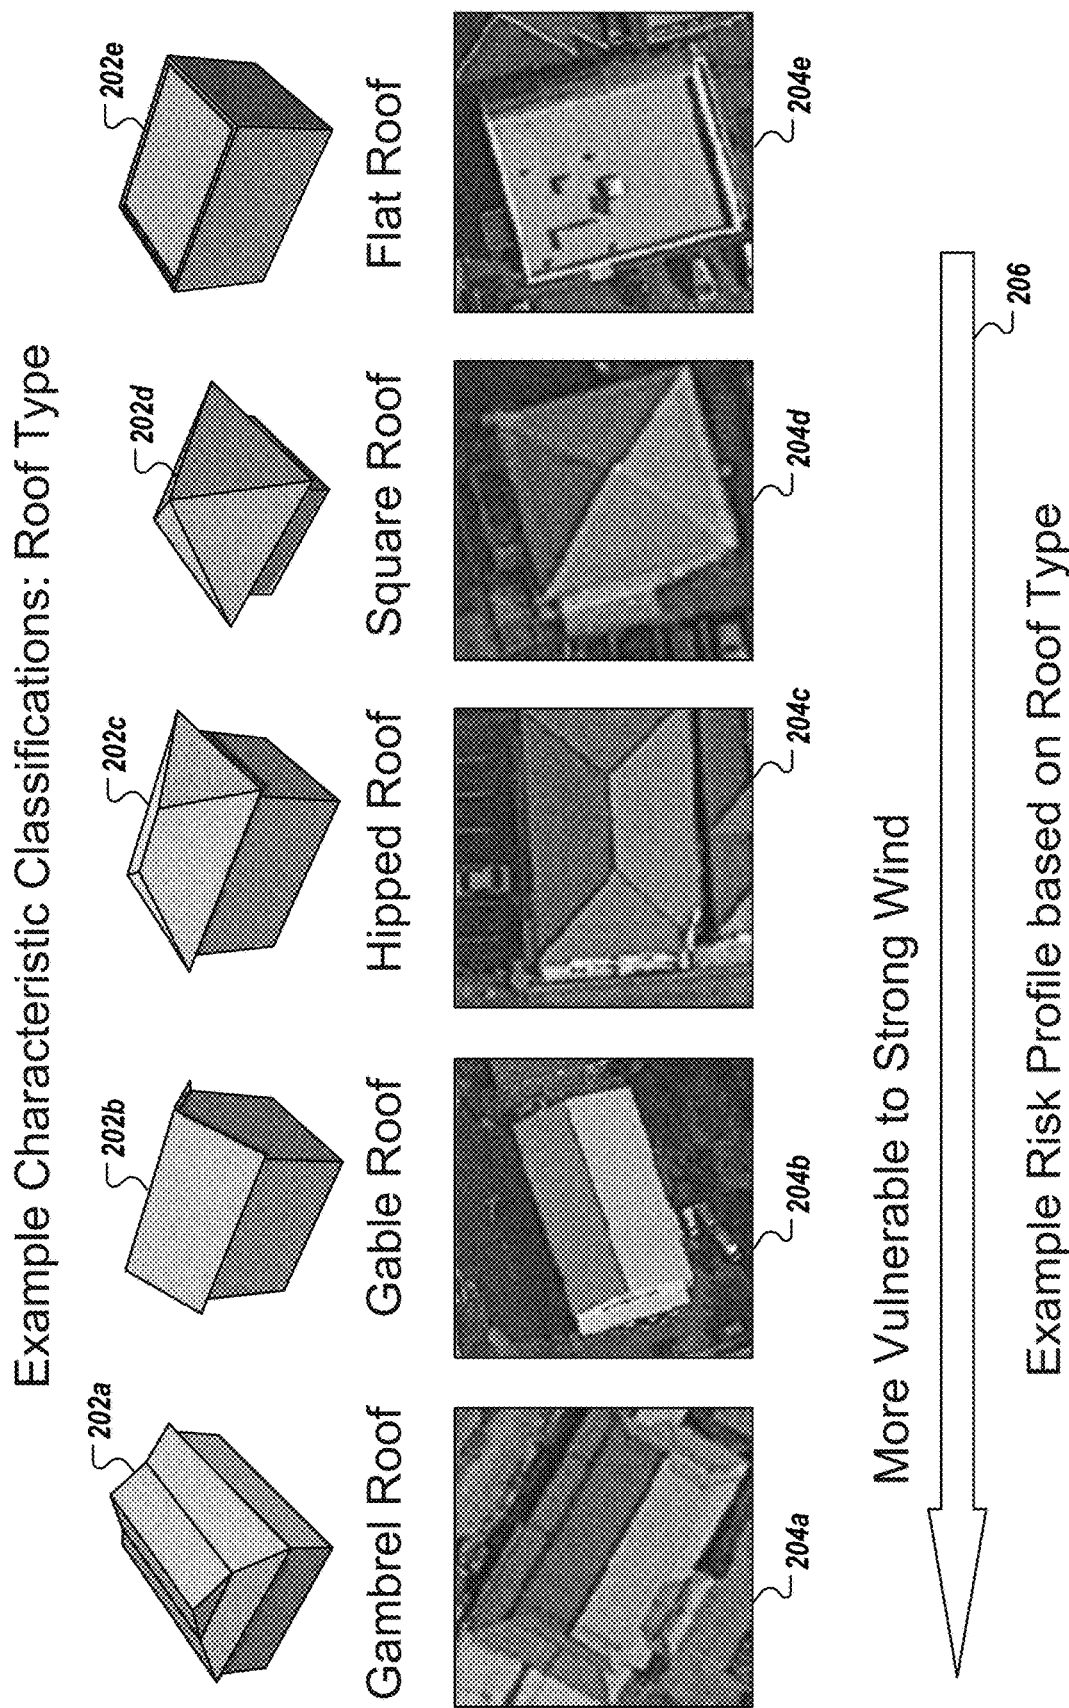 Example Characteristic Classifications: Roof Type
202a
202b
202c
202d
202e
Gambrel Roof
Gable Roof
Hipped Roof
Square Roof
Flat Roof
204a
204b
204c
204d
204e
More Vulnerable to Strong Wind
206
Example Risk Profile based on Roof Type